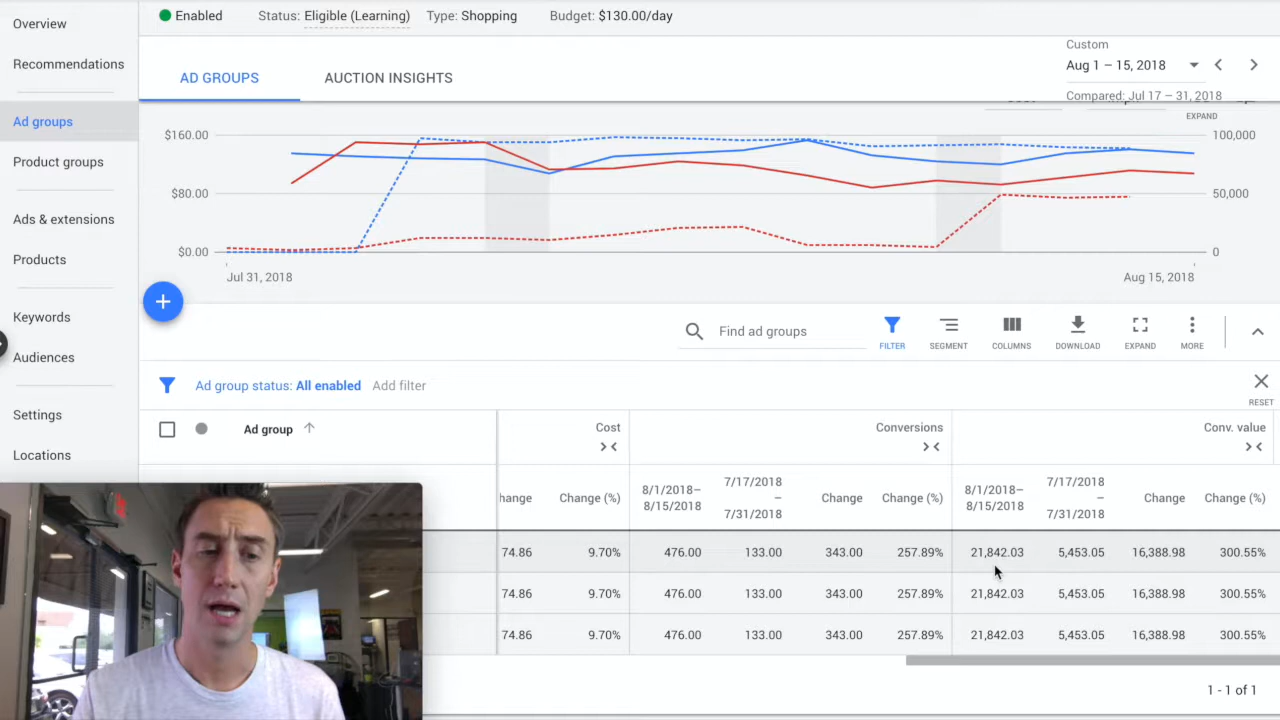 Overview
Recommendations
Ad groups
Product groups
Ads & extensions
Products
Keywords
Audiences
Settings
Locations
Enabled Status: Eligible (Learning) Type: Shopping Budget: $130.00/day
AD GROUPS AUCTION INSIGHTS
Custom
Aug 1 – 15, 2018
Compared: Jul 17 – 31, 2018
EXPAND
$160.00 100,000
$80.00 50,000
$0.00 0
Jul 31, 2018 Aug 15, 2018
Find ad groups
FILTER SEGMENT COLUMNS DOWNLOAD EXPAND MORE
Ad group status: All enabled Add filter
RESET
Ad group Cost Conversions Conv. value
hange Change (%) 8/1/2018– 7/17/2018 Change Change (%) 8/1/2018– 7/17/2018 Change Change (%)
8/15/2018 – 8/15/2018 –
7/31/2018 7/31/2018
74.86 9.70% 476.00 133.00 343.00 257.89% 21,842.03 5,453.05 16,388.98 300.55%
74.86 9.70% 476.00 133.00 343.00 257.89% 21,842.03 5,453.05 16,388.98 300.55%
74.86 9.70% 476.00 133.00 343.00 257.89% 21,842.03 5,453.05 16,388.98 300.55%
1 - 1 of 1